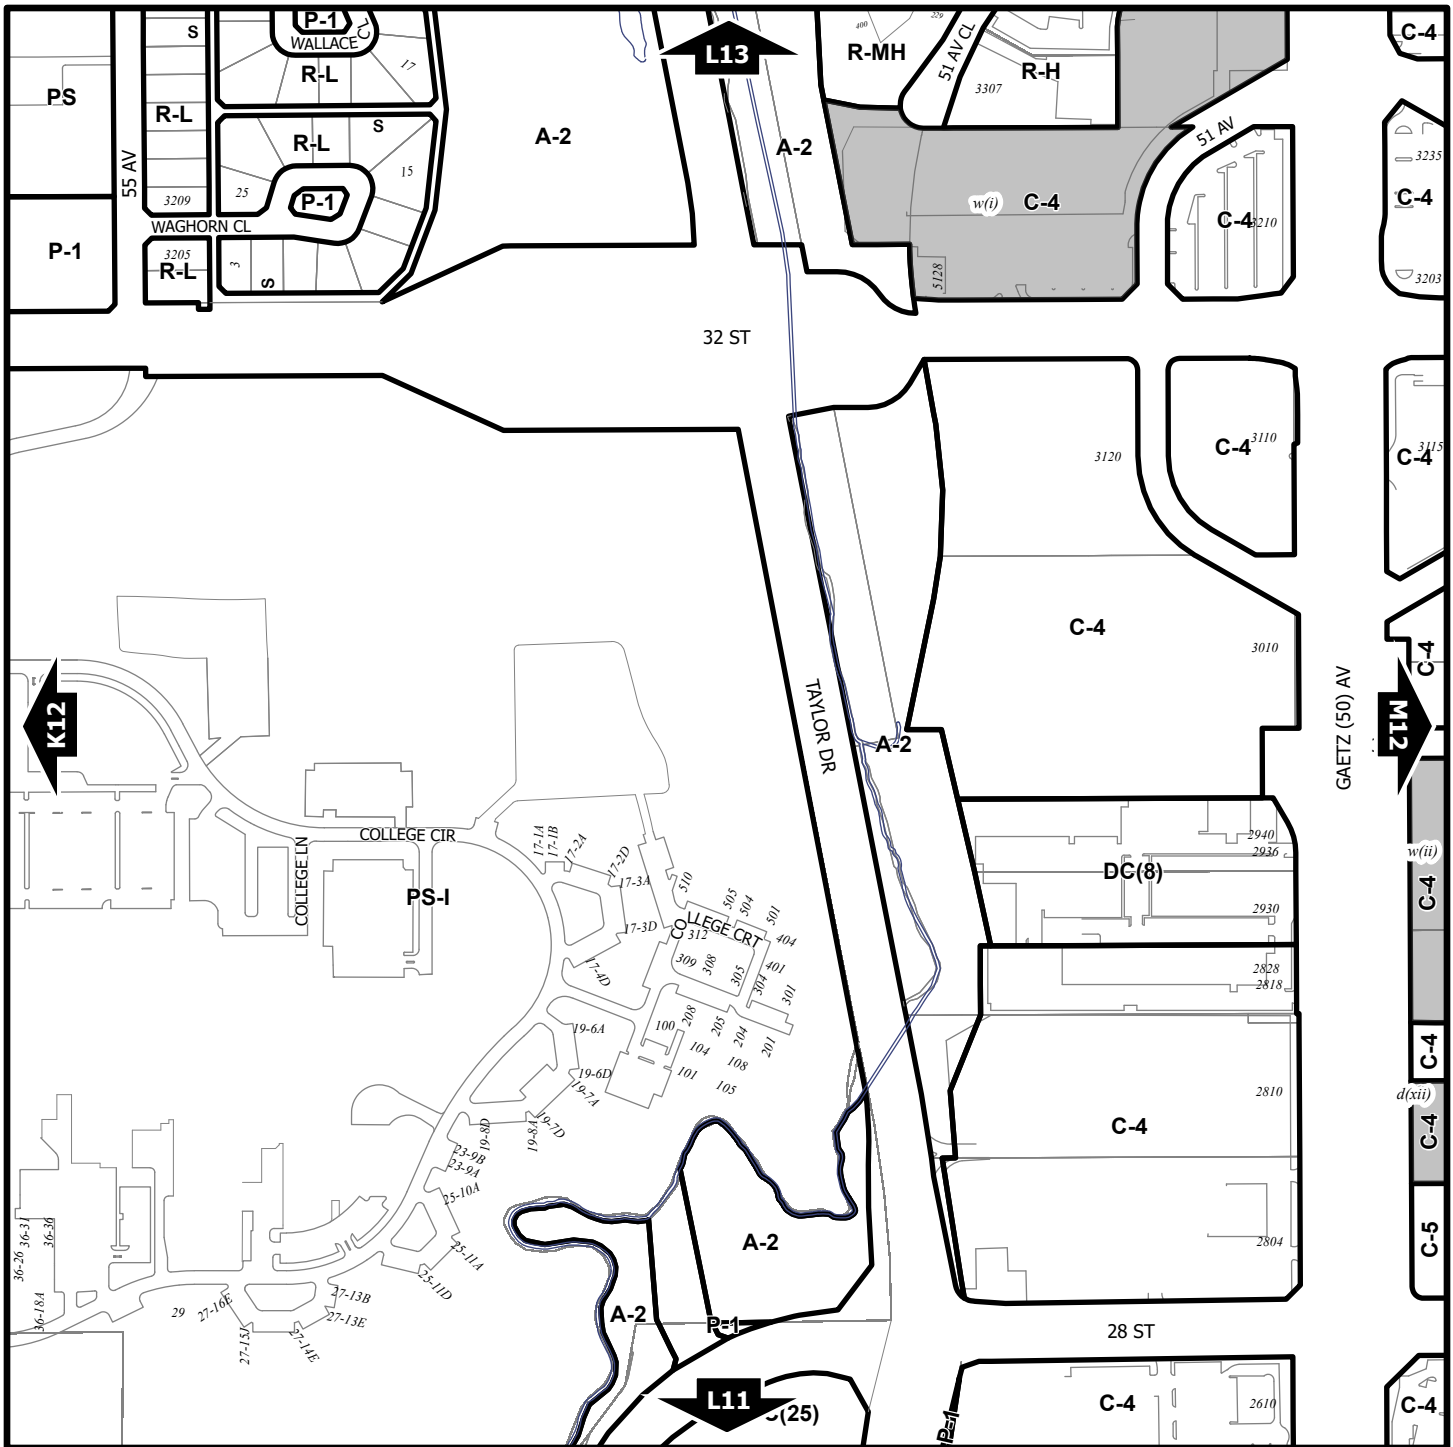 P-1
S
WALLACE CL
R-L
17
PS
R-L
S
R-L
15
55 AV
3209
25
P-1
WAGHORN CL
P-1
3205
R-L
3
S
A-2
L13
A-2
400
229
R-MH
51 AV CL
R-H
3307
C-4
51 AV
3235
w(i)
C-4
C-4
3210
C-4
5128
3203
32 ST
3120
C-4
3110
C-4
3115
C-4
3010
C-4
K12
M12
TAYLOR DR
A-2
GAETZ (50) AV
COLLEGE CIR
COLLEGE LN
PS-I
17-1A
17-1B
17-2A
17-2D
17-3A
17-3D
17-4D
510
505
504
501
COLLEGE CRT
404
312
309
308
305
401
304
301
208
205
204
201
100
104
108
101
105
19-6A
19-6D
19-7A
19-7D
19-8A
19-8D
23-9B
23-9A
25-10A
25-11A
25-11D
27-13B
27-13E
27-14E
27-15J
27-16E
29
36-31
36-36
36-26
36-18A
2940
2936
DC(8)
2930
w(ii)
C-4
2828
2818
C-4
2810
d(xii)
C-4
C-4
C-5
2804
A-2
A-2
P-1
28 ST
L11
(25)
P-1
C-4
2610
C-4